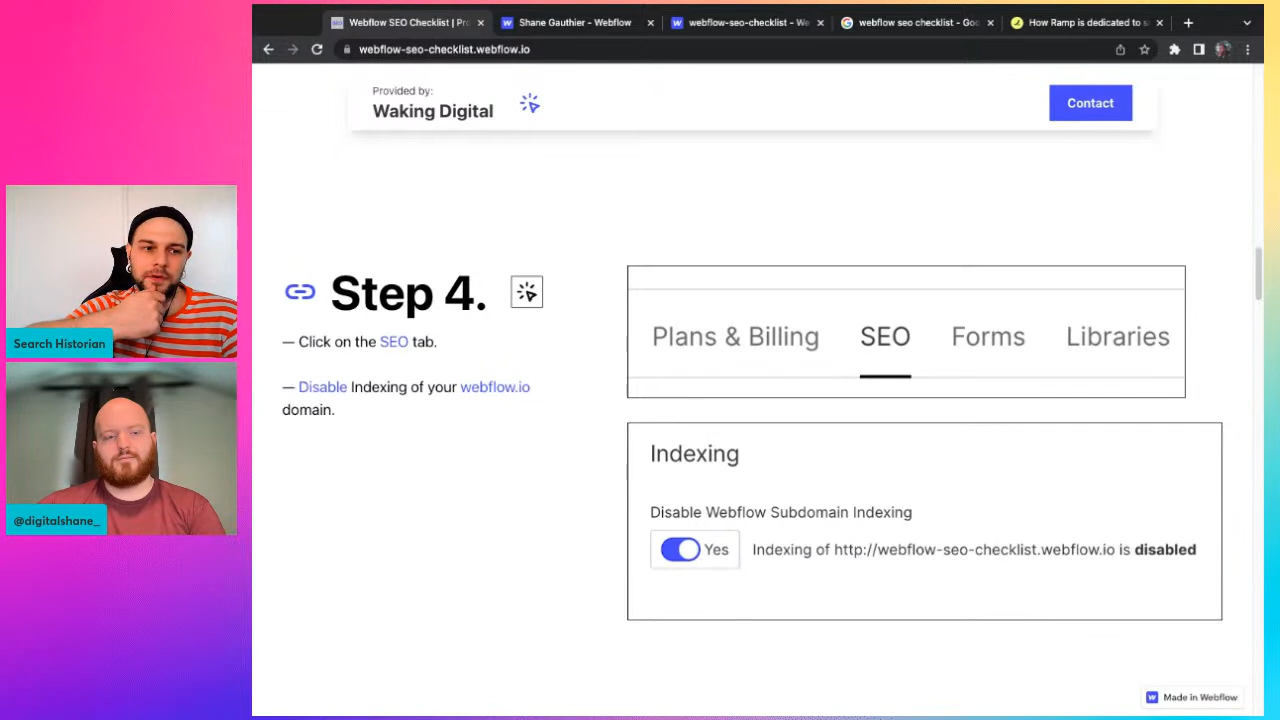 Webflow SEO Checklist | Pro
Shane Gauthier - Webflow
webflow-seo-checklist - We
webflow seo checklist - Goo
How Ramp is dedicated to s
webflow-seo-checklist.webflow.io
Provided by:
Waking Digital
Contact
Step 4.
— Click on the SEO tab.
— Disable Indexing of your webflow.io
domain.
Plans & Billing SEO Forms Libraries
Indexing
Disable Webflow Subdomain Indexing
Yes Indexing of http://webflow-seo-checklist.webflow.io is disabled
Search Historian
@digitalshane_
Made in Webflow